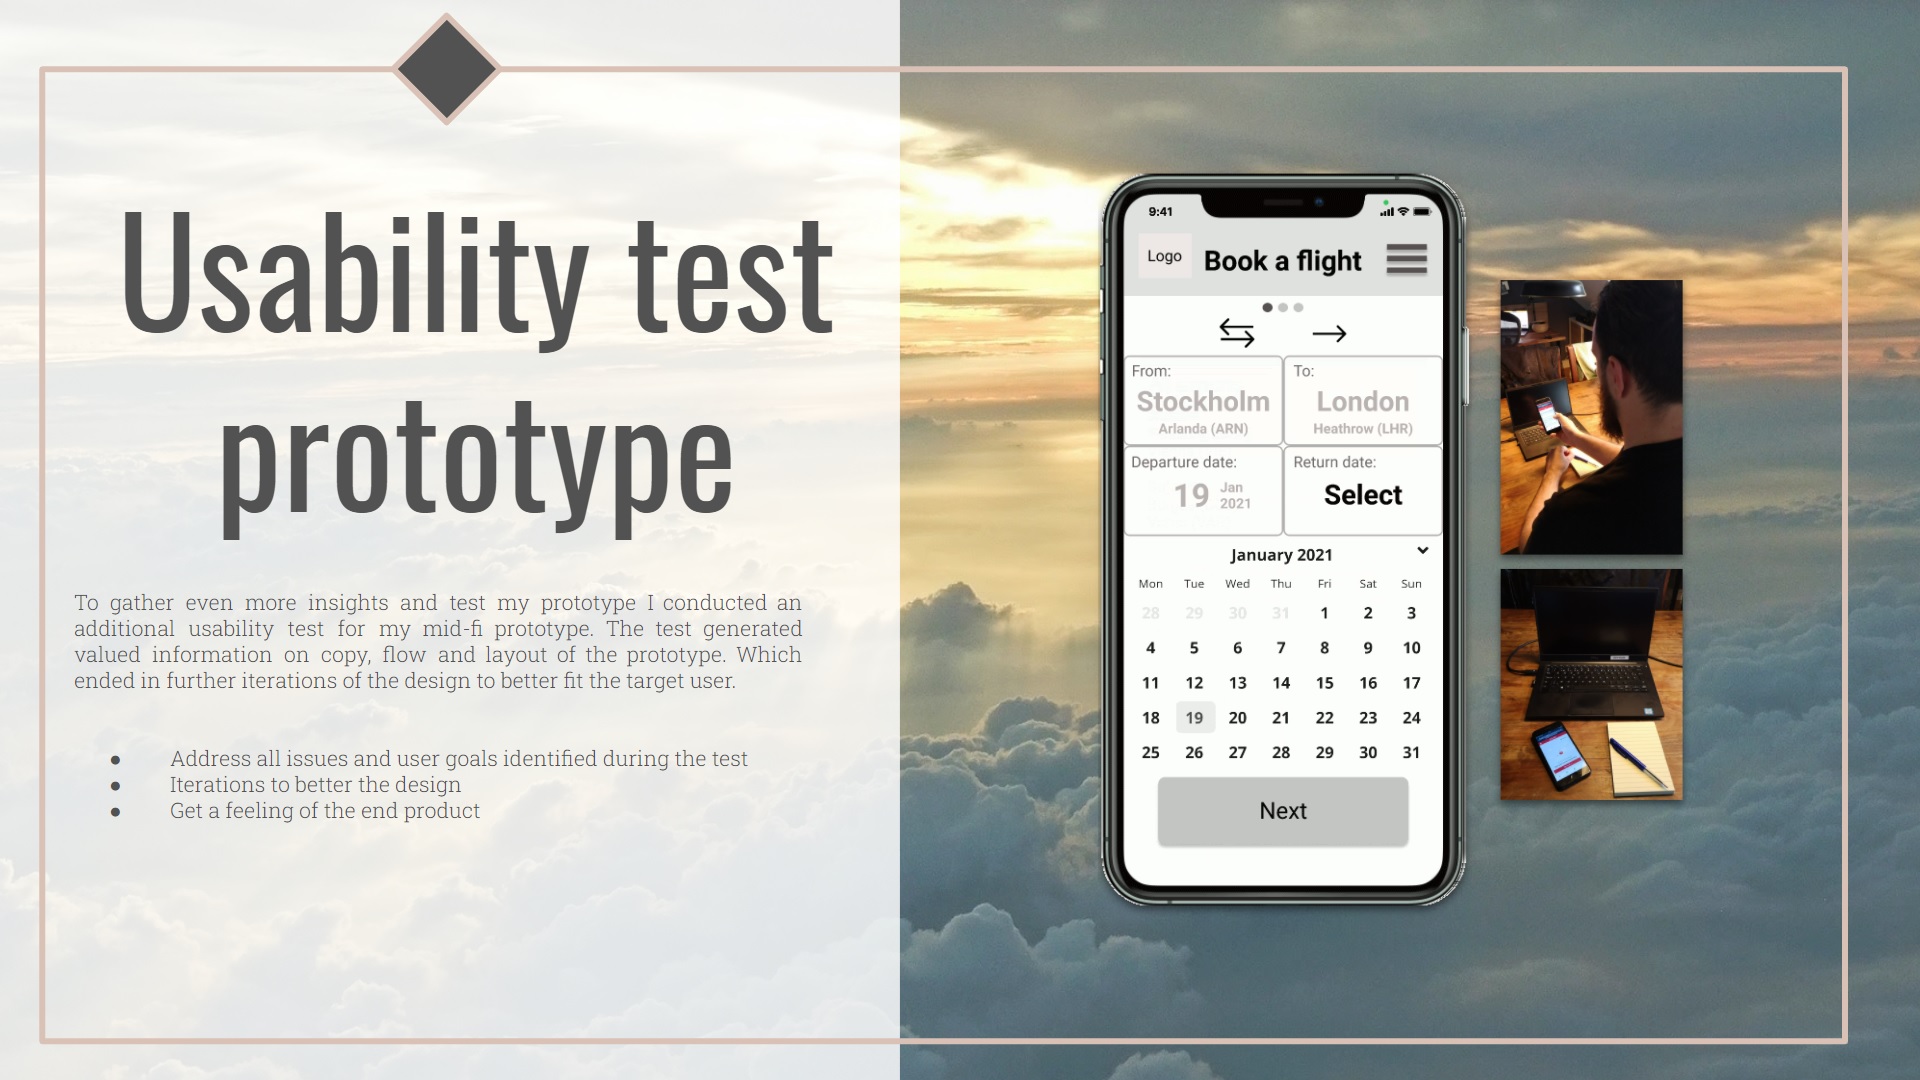 Usability test
prototype
To gather even more insights and test my prototype I conducted an
additional usability test for my mid-fi prototype. The test generated
valued information on copy, flow and layout of the prototype. Which
ended in further iterations of the design to better fit the target user.
● Address all issues and user goals identified during the test
● Iterations to better the design
● Get a feeling of the end product
9:41
Logo
Book a flight
From:
Stockholm
Arlanda (ARN)
To:
London
Heathrow (LHR)
Departure date:
19 Jan
2021
Return date:
Select
January 2021
Mon Tue Wed Thu Fri Sat Sun
28 29 30 31 1 2 3
4 5 6 7 8 9 10
11 12 13 14 15 16 17
18 19 20 21 22 23 24
25 26 27 28 29 30 31
Next